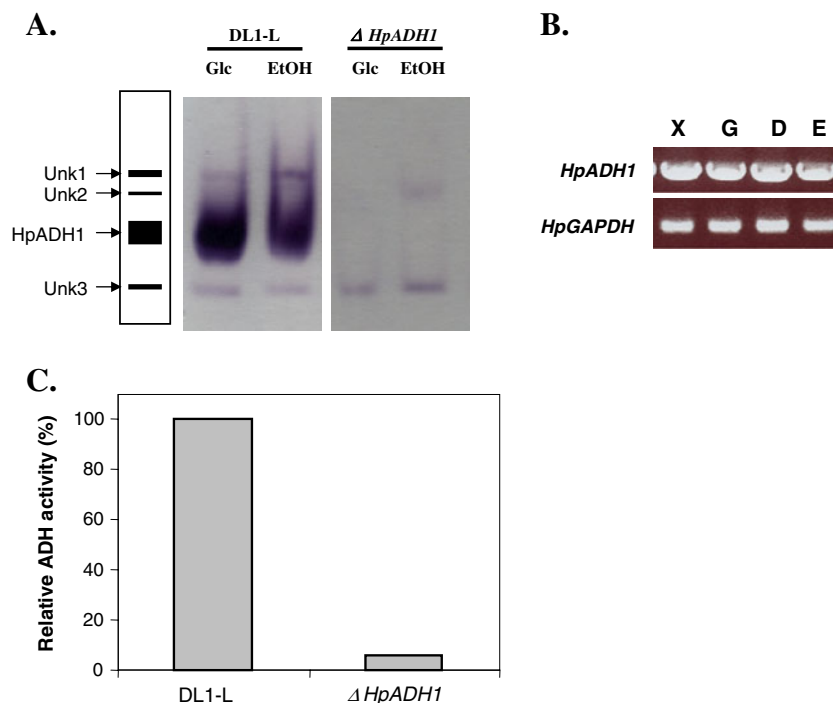 A.
DL1-L
Δ HpADH1
Glc
EtOH
Glc
EtOH
Unk1
Unk2
HpADH1
Unk3
B.
X G D E
HpADH1
HpGAPDH
C.
Relative ADH activity (%)
100
80
60
40
20
0
DL1-L
Δ HpADH1